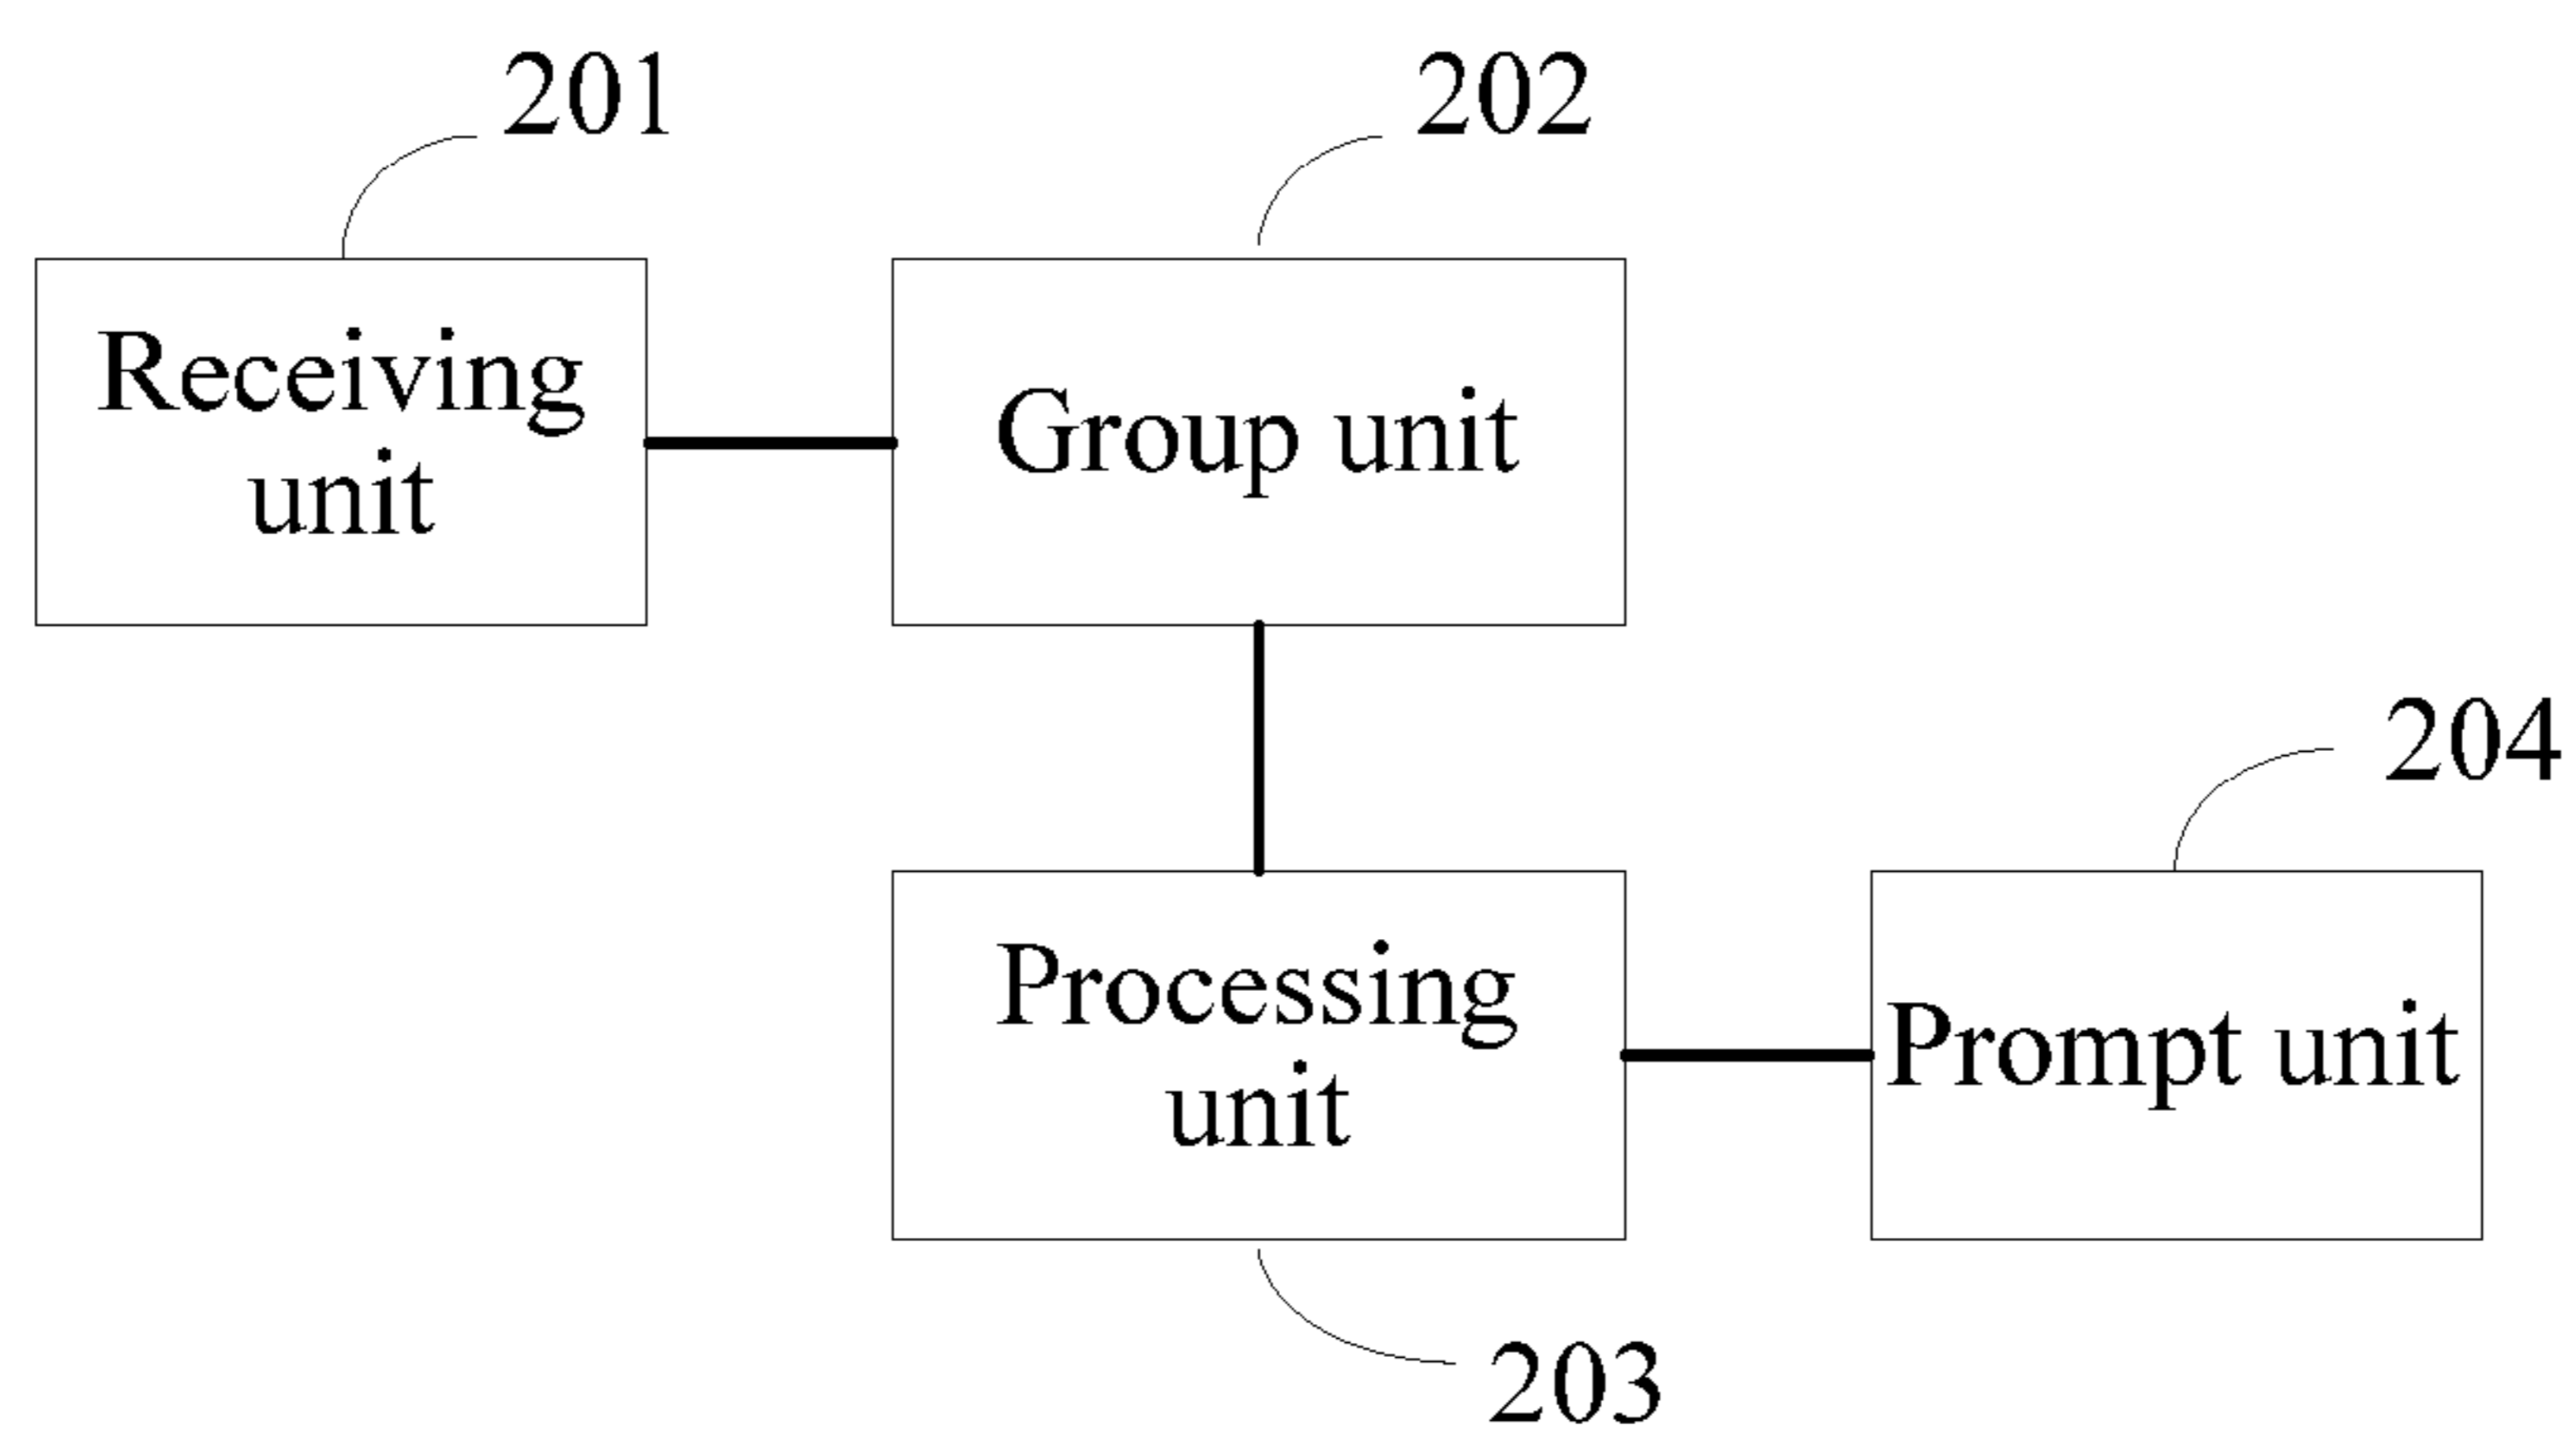 201
202
Receiving
unit
Group unit
204
Processing
unit
Prompt unit
203